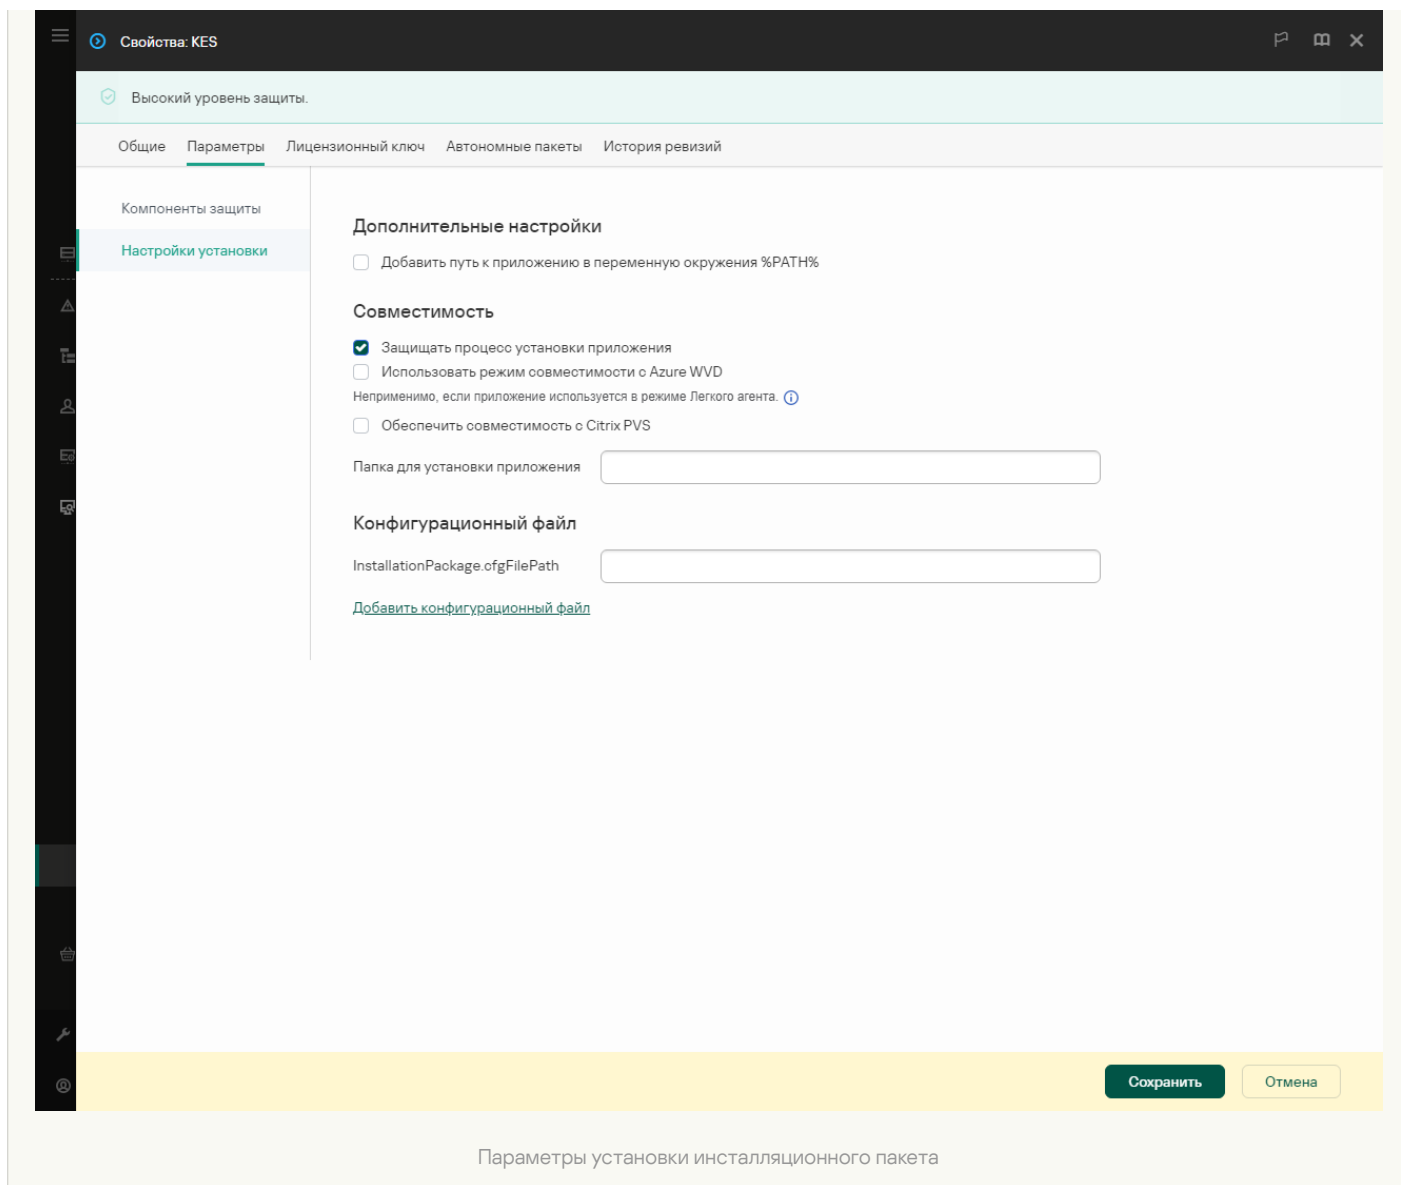 Свойства: KES
Высокий уровень защиты.
Общие Параметры Лицензионный ключ Автономные пакеты История ревизий
Компоненты защиты
Настройки установки
Дополнительные настройки
Добавить путь к приложению в переменную окружения %PATH%
Совместимость
Защищать процесс установки приложения
Использовать режим совместимости с Azure WVD
Неприменимо, если приложение используется в режиме Легкого агента.
Обеспечить совместимость с Citrix PVS
Папка для установки приложения
Конфигурационный файл
InstallationPackage.cfgFilePath
Добавить конфигурационный файл
Сохранить Отмена
Параметры установки инсталляционного пакета